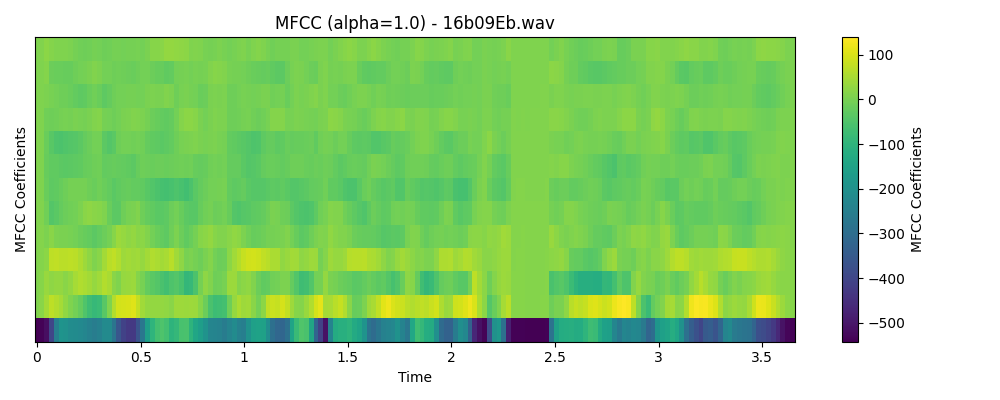 MFCC (alpha=1.0) - 16b09Eb.wav
MFCC Coefficients
0 0.5 1 1.5 2 2.5 3 3.5
Time
100
0
−100
−200
−300
−400
−500
MFCC Coefficients